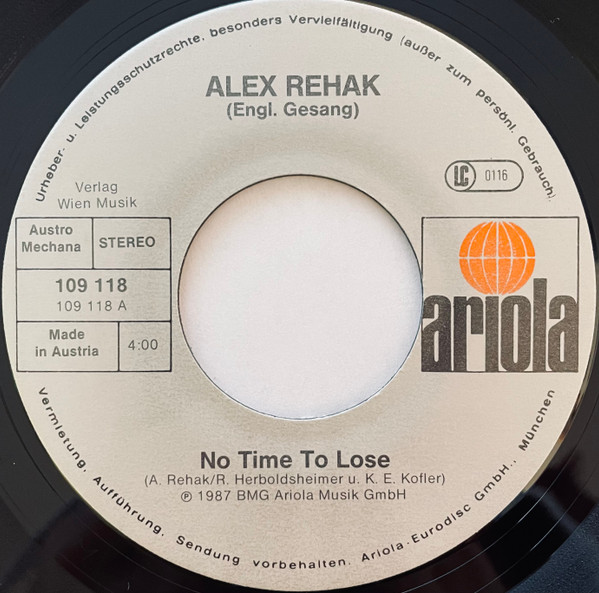 Urheber- u. Leistungsschutzrechte, besonders Vervielfältigung (außer zum persönl. Gebrauch),
ALEX REHAK
(Engl. Gesang)
LC 0116
Verlag
Wien Musik
Austro
Mechana
STEREO
109 118
109 118 A
Made
in Austria
4:00
ariola
No Time To Lose
(A. Rehak/R. Herboldsheimer u. K. E. Kofler)
℗ 1987 BMG Ariola Musik GmbH
Vermietung, Aufführung, Sendung vorbehalten. Ariola-Eurodisc GmbH., München